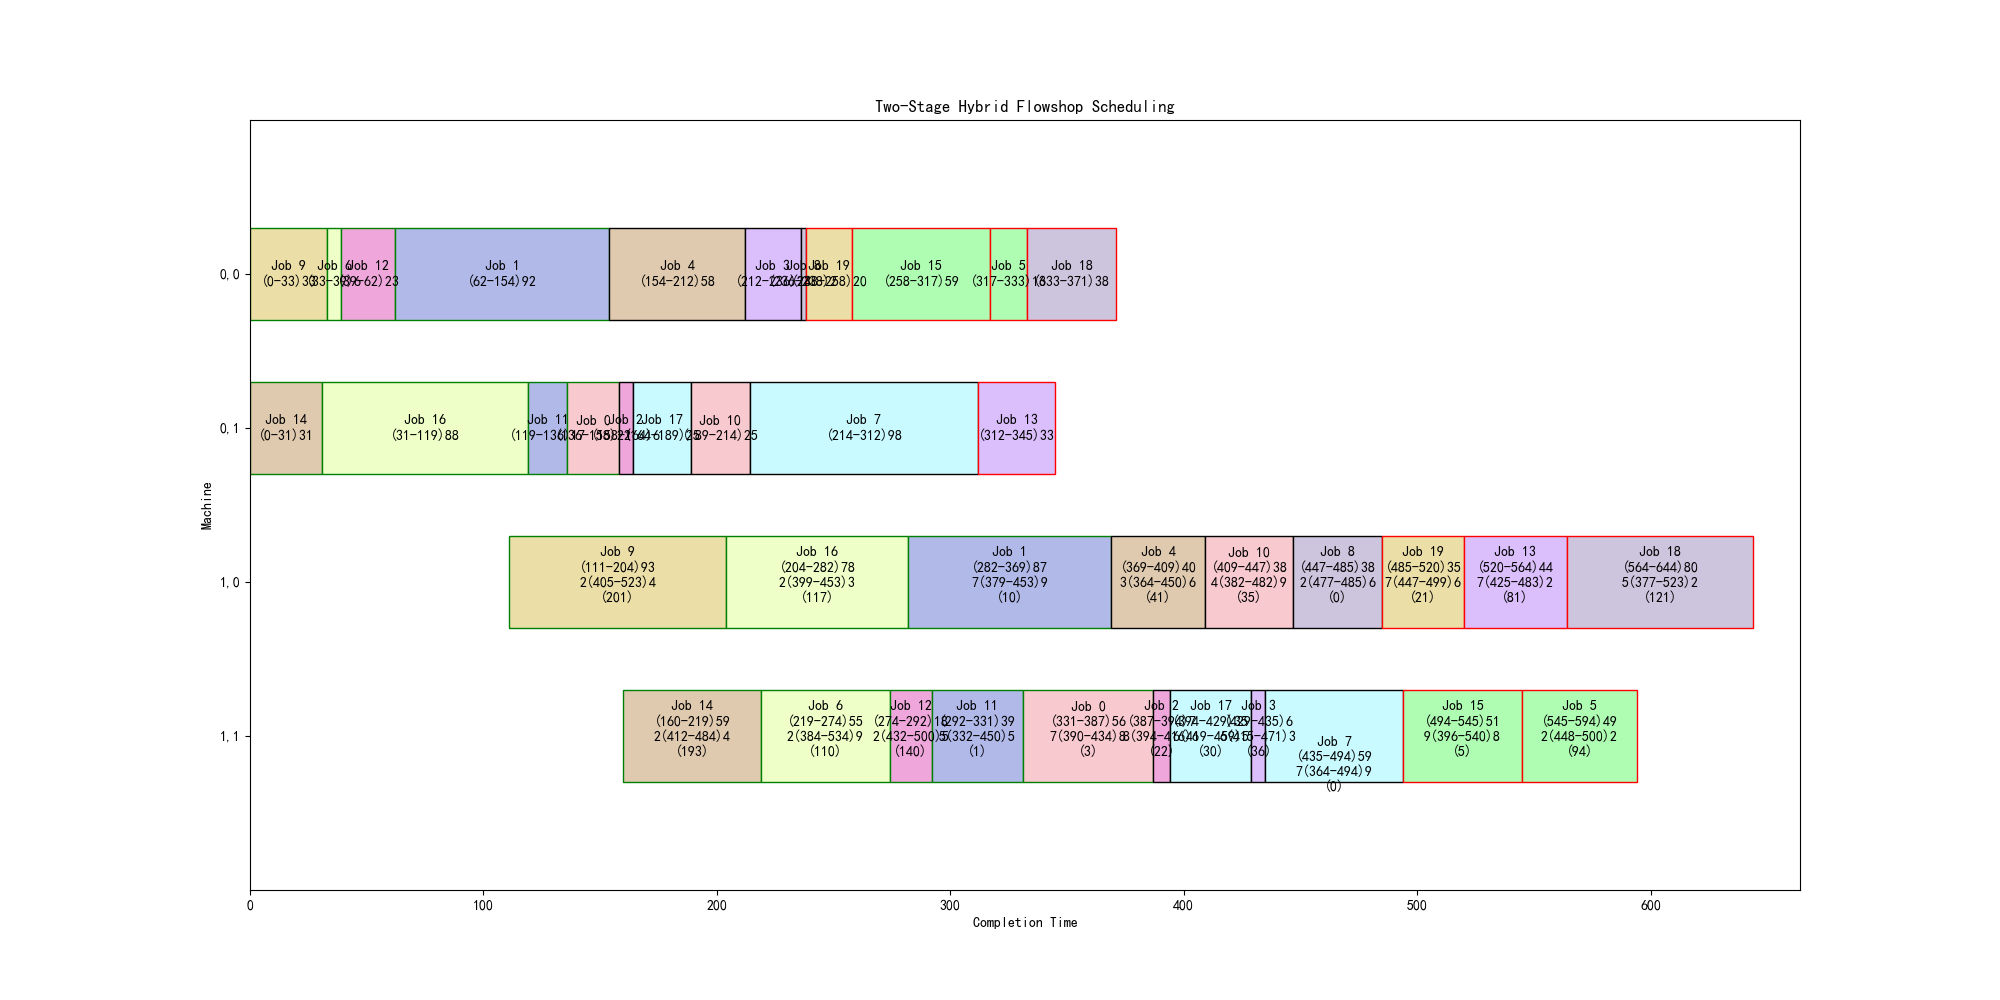 Two-Stage Hybrid Flowshop Scheduling
Machine
0,0
Job 9
(0-33)33
Job 6
(33-39)6
Job 12
(39-62)23
Job 1
(62-154)92
Job 4
(154-212)58
Job 3
(212-236)24
Job 8
(236-238)2
Job 19
(238-258)20
Job 15
(258-317)59
Job 5
(317-333)16
Job 18
(333-371)38
0,1
Job 14
(0-31)31
Job 16
(31-119)88
Job 11
(119-136)17
Job 0
(136-158)22
Job 2
(158-164)6
Job 17
(164-189)25
Job 10
(189-214)25
Job 7
(214-312)98
Job 13
(312-345)33
1,0
Job 9
(111-204)93
2(405-523)4
(201)
Job 16
(204-282)78
2(399-453)3
(117)
Job 1
(282-369)87
7(379-453)9
(10)
Job 4
(369-409)40
3(364-450)6
(41)
Job 10
(409-447)38
4(382-482)9
(35)
Job 8
(447-485)38
2(477-485)6
(0)
Job 19
(485-520)35
7(447-499)6
(21)
Job 13
(520-564)44
7(425-483)2
(81)
Job 18
(564-644)80
5(377-523)2
(121)
1,1
Job 14
(160-219)59
2(412-484)4
(193)
Job 6
(219-274)55
2(384-534)9
(110)
Job 12
(274-292)18
2(432-500)5
(140)
Job 11
(292-331)39
(332-450)5
(1)
Job 0
(331-387)56
7(390-434)8
(3)
Job 2
(387-394)7
8(394-416)
(22)
Job 17
(394-429)35
(30)
Job 3
(429-435)6
(36)
Job 7
(435-494)59
7(364-494)9
(0)
Job 15
(494-545)51
9(396-540)8
(5)
Job 5
(545-594)49
2(448-500)2
(94)
0
100
200
300
400
500
600
Completion Time